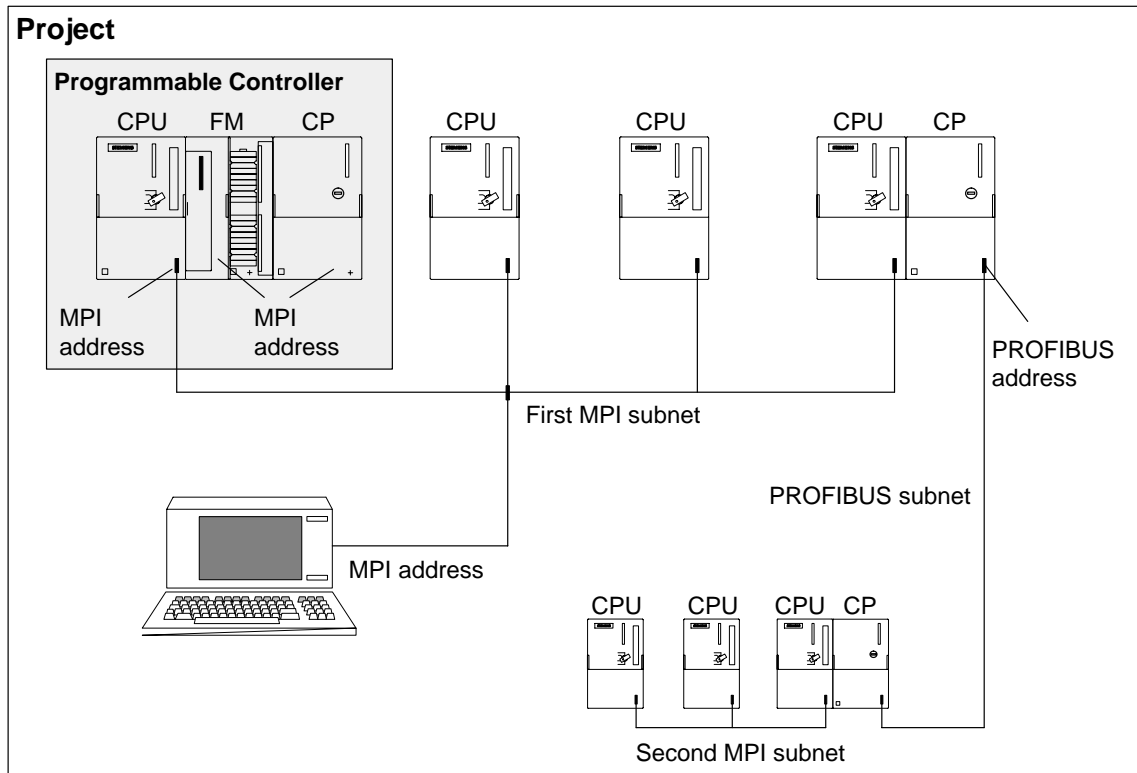 Project
Programmable Controller
CPU FM CP
CPU
CPU
CPU CP
MPI
address
MPI
address
PROFIBUS
address
First MPI subnet
PROFIBUS subnet
MPI address
CPU CPU CPU CP
Second MPI subnet